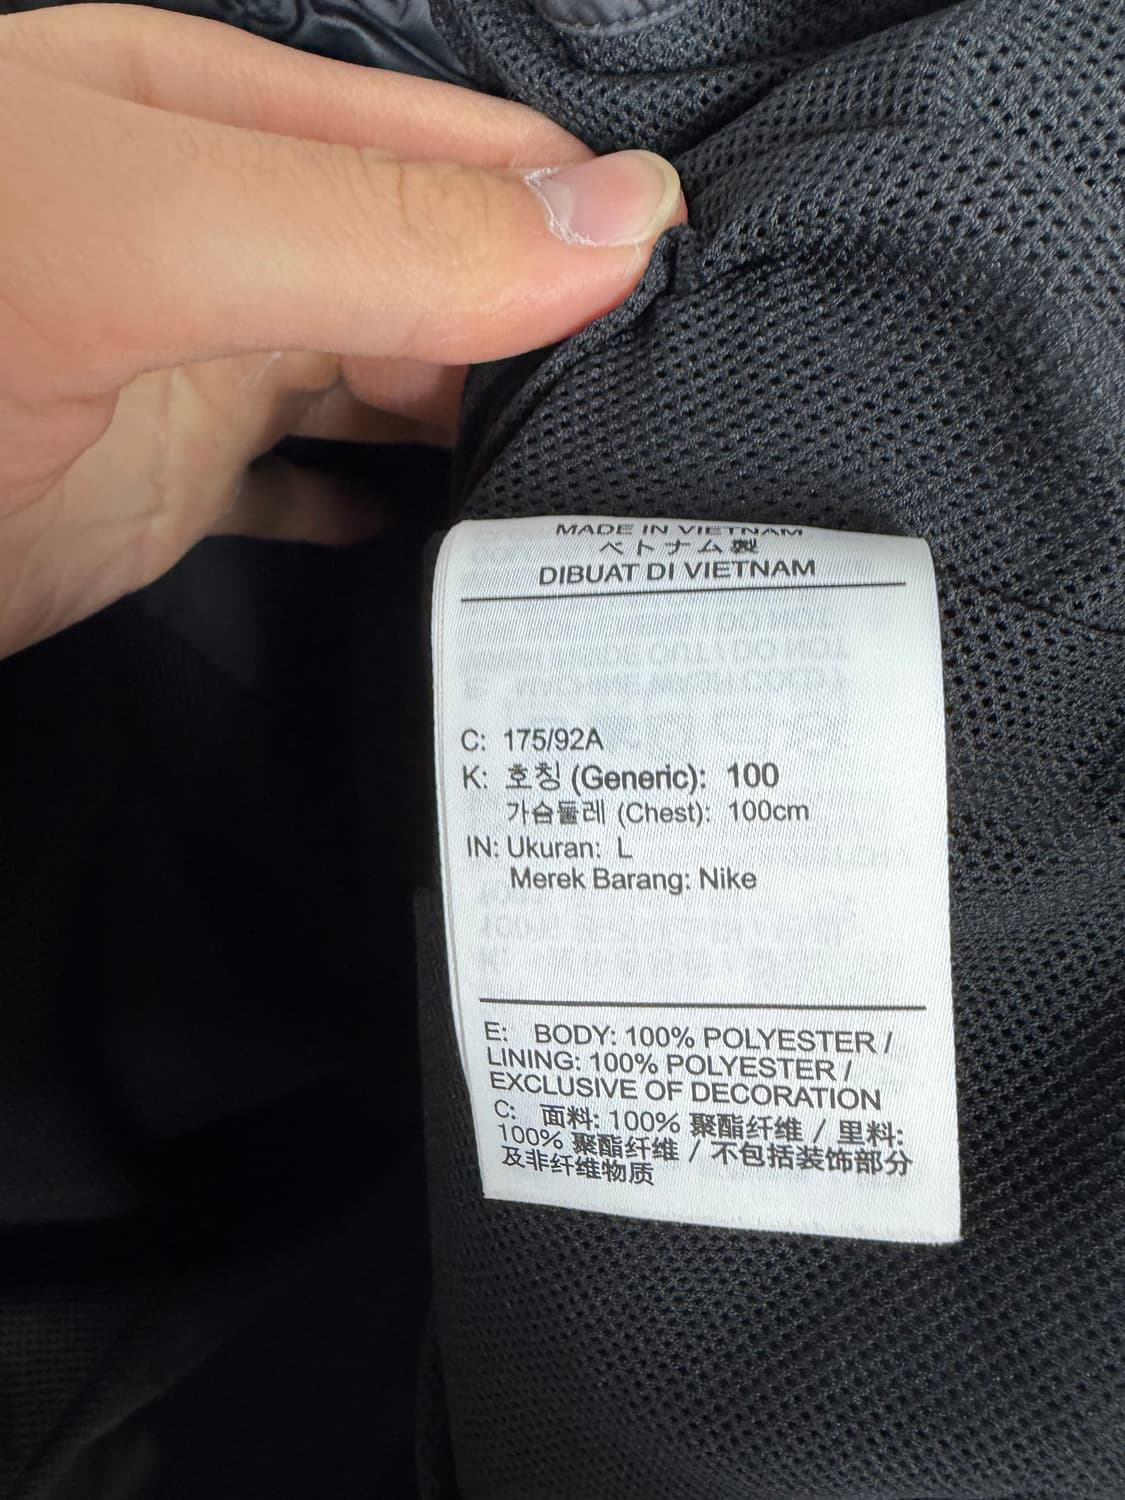 MADE IN VIETNAM
ベトナム製
DIBUAT DI VIETNAM
C: 175/92A
K: 호칭 (Generic): 100
가슴둘레 (Chest): 100cm
IN: Ukuran: L
Merek Barang: Nike
E: BODY: 100% POLYESTER /
LINING: 100% POLYESTER /
EXCLUSIVE OF DECORATION
C: 面料: 100% 聚酯纤维 / 里料:
100% 聚酯纤维 / 不包括装饰部分
及非纤维物质